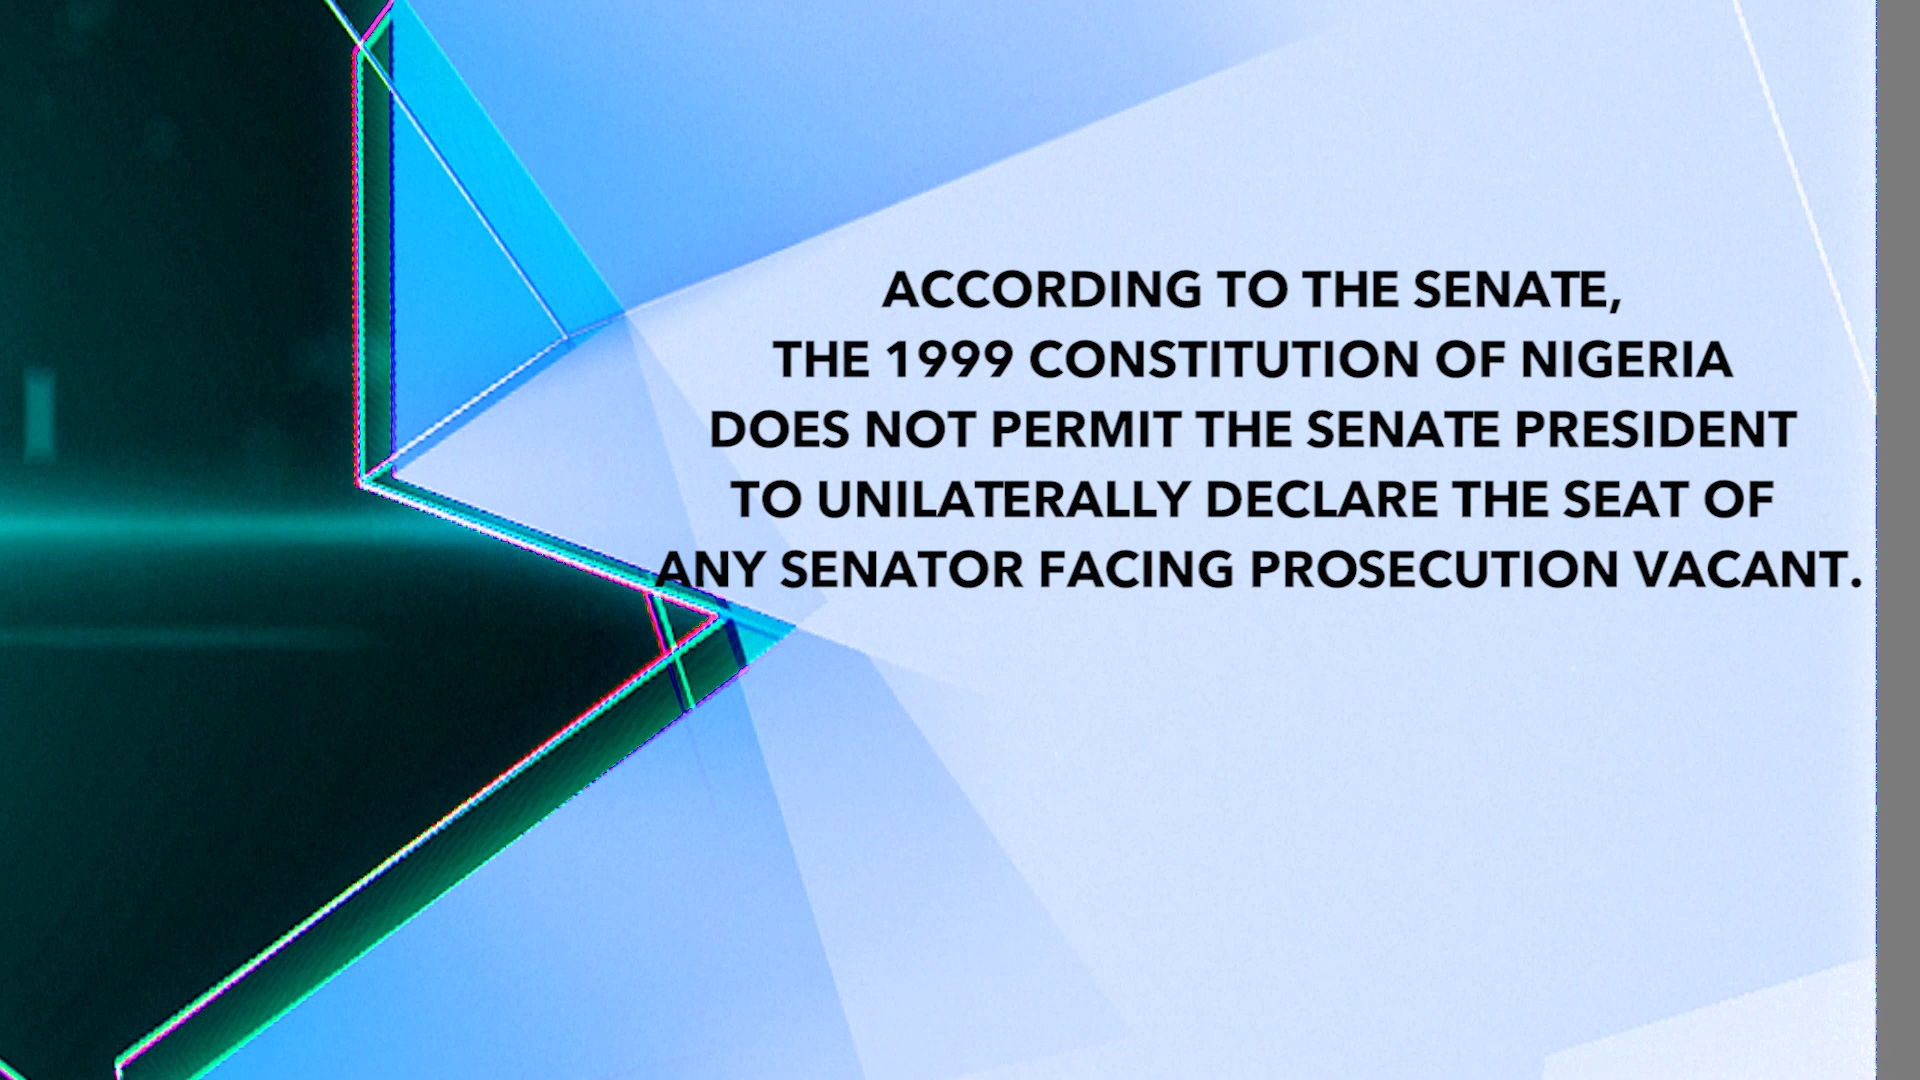 ACCORDING TO THE SENATE,
THE 1999 CONSTITUTION OF NIGERIA
DOES NOT PERMIT THE SENATE PRESIDENT
TO UNILATERALLY DECLARE THE SEAT OF
ANY SENATOR FACING PROSECUTION VACANT.